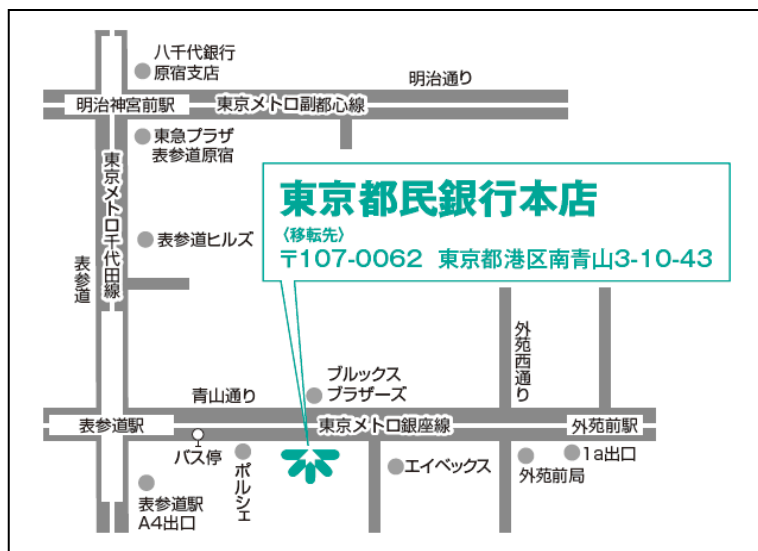 八千代銀行
原宿支店
明治通り
明治神宮前駅
東京メトロ副都心線
東急プラザ
表参道原宿
東京メトロ千代田線
表参道
表参道ヒルズ
東京都民銀行本店
〈移転先〉
〒107-0062 東京都港区南青山3-10-43
外苑西通り
ブルックス
ブラザーズ
青山通り
表参道駅
東京メトロ銀座線
外苑前駅
バス停
ポルシェ
エイベックス
1a出口
外苑前局
表参道駅
A4出口